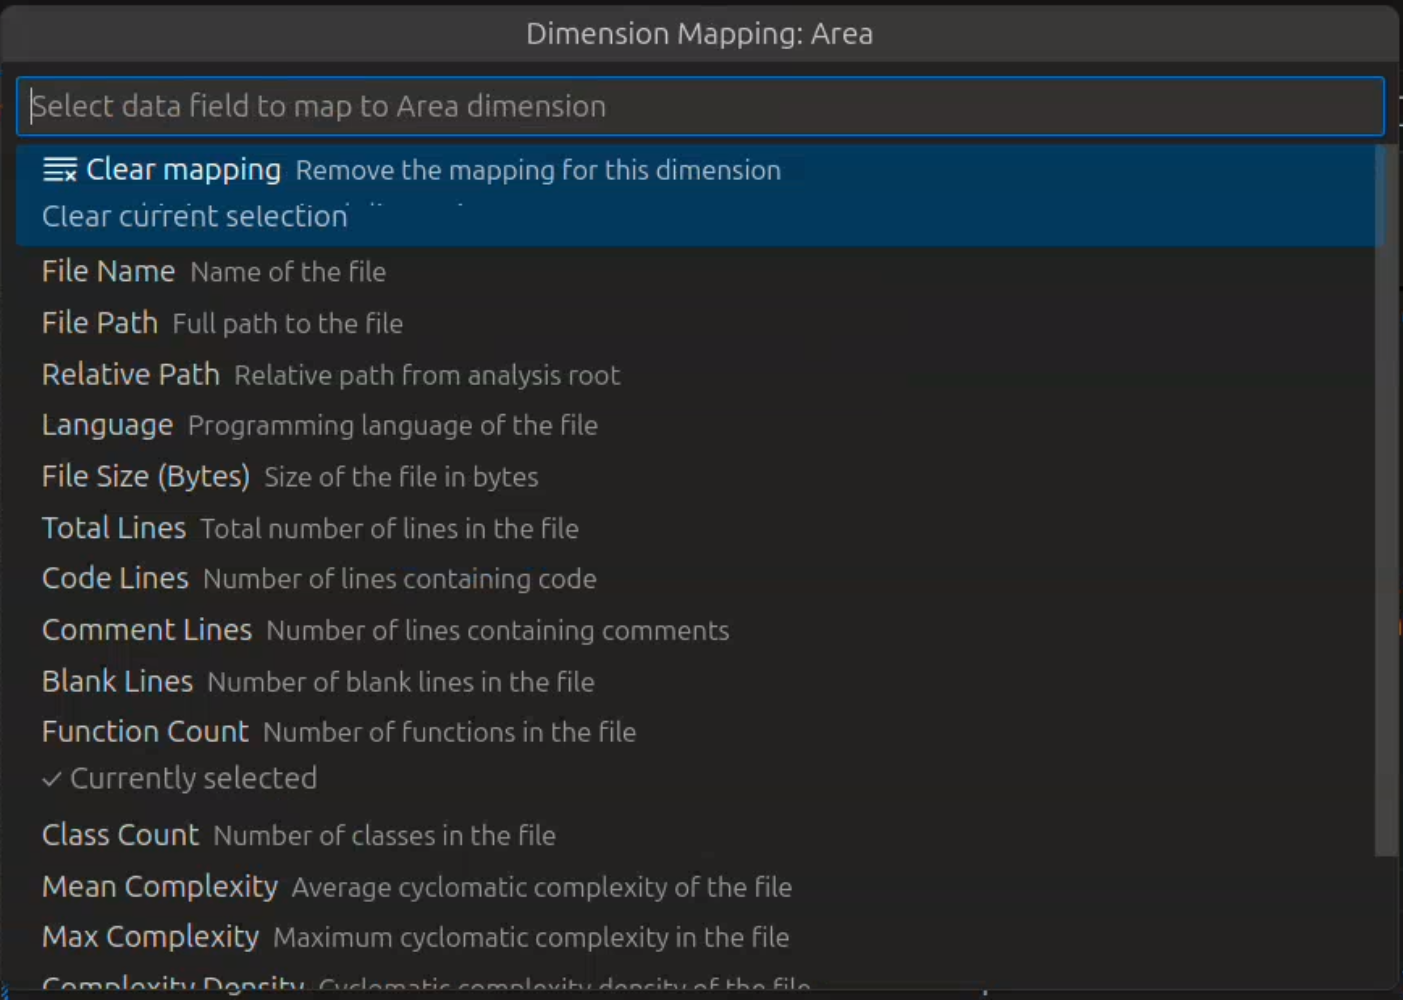 Dimension Mapping: Area
Select data field to map to Area dimension
Clear mapping Remove the mapping for this dimension
Clear current selection
File Name Name of the file
File Path Full path to the file
Relative Path Relative path from analysis root
Language Programming language of the file
File Size (Bytes) Size of the file in bytes
Total Lines Total number of lines in the file
Code Lines Number of lines containing code
Comment Lines Number of lines containing comments
Blank Lines Number of blank lines in the file
Function Count Number of functions in the file
✓ Currently selected
Class Count Number of classes in the file
Mean Complexity Average cyclomatic complexity of the file
Max Complexity Maximum cyclomatic complexity in the file
Complexity Density Cyclomatic complexity density of the file